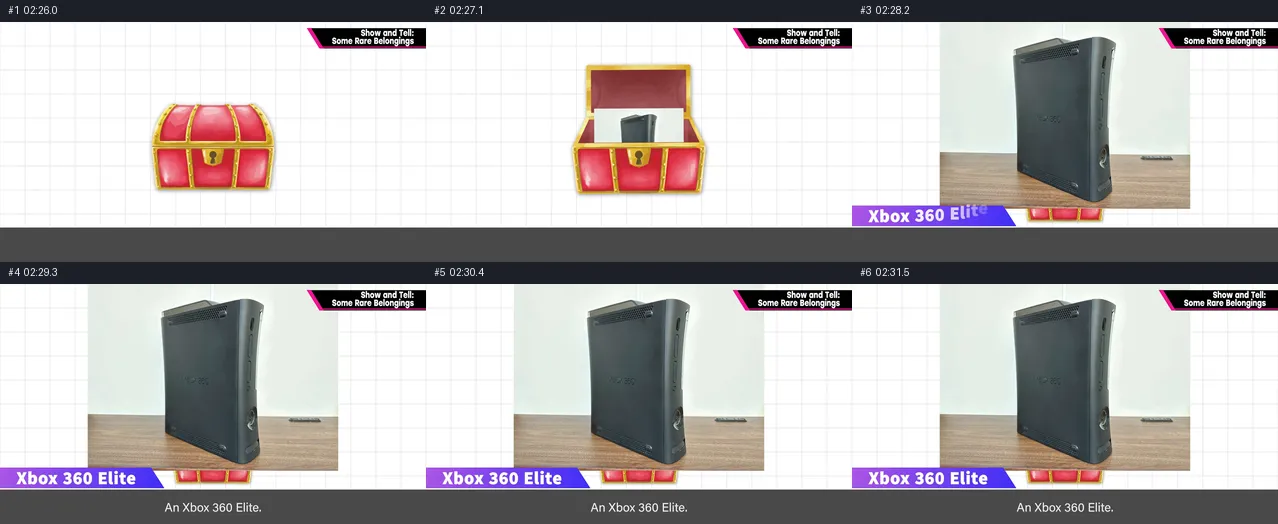 #1 02:26.0
Show and Tell:
Some Rare Belongings
#2 02:27.1
Show and Tell:
Some Rare Belongings
#3 02:28.2
Show and Tell:
Some Rare Belongings
Xbox 360 Elite
#4 02:29.3
Show and Tell:
Some Rare Belongings
Xbox 360 Elite
An Xbox 360 Elite.
#5 02:30.4
Show and Tell:
Some Rare Belongings
Xbox 360 Elite
An Xbox 360 Elite.
#6 02:31.5
Show and Tell:
Some Rare Belongings
Xbox 360 Elite
An Xbox 360 Elite.